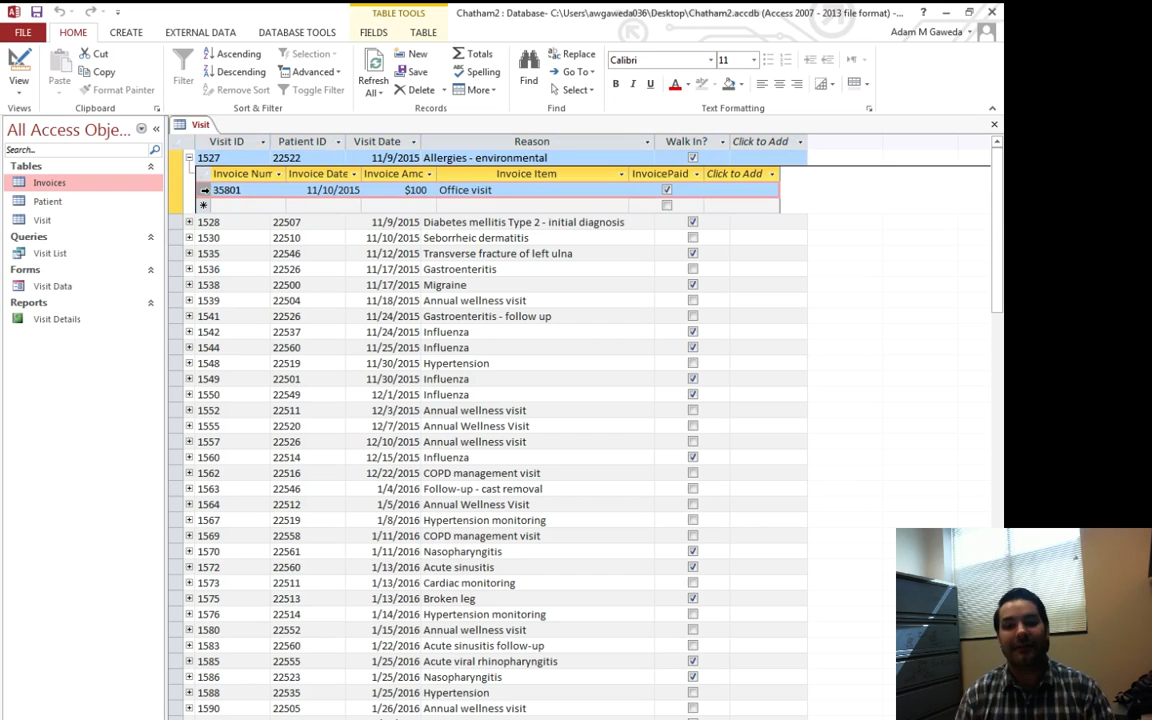 TABLE TOOLS
Chatham2 : Database- C:\Users\awgaweda036\Desktop\Chatham2.accdb (Access 2007 - 2013 file format) -...
FILE HOME CREATE EXTERNAL DATA DATABASE TOOLS FIELDS TABLE Adam M Gaweda
View Paste Cut Copy Format Painter
Filter Ascending Descending Remove Sort Selection Advanced Toggle Filter
Refresh All New Save Delete Totals Spelling More
Find Replace Go To Select
Calibri 11
B I U A
Views Clipboard Sort & Filter Records Find Text Formatting
All Access Obje...
Search...
Tables
Invoices
Patient
Visit
Queries
Visit List
Forms
Visit Data
Reports
Visit Details
Visit
Visit ID Patient ID Visit Date Reason Walk In? Click to Add
1527 22522 11/9/2015 Allergies - environmental
Invoice Num Invoice Date Invoice Amo Invoice Item InvoicePaid Click to Add
35801 11/10/2015 $100 Office visit
1528 22507 11/9/2015 Diabetes mellitis Type 2 - initial diagnosis
1530 22510 11/10/2015 Seborrheic dermatitis
1535 22546 11/12/2015 Transverse fracture of left ulna
1536 22526 11/17/2015 Gastroenteritis
1538 22500 11/17/2015 Migraine
1539 22504 11/18/2015 Annual wellness visit
1541 22526 11/24/2015 Gastroenteritis - follow up
1542 22537 11/24/2015 Influenza
1544 22560 11/25/2015 Influenza
1548 22519 11/30/2015 Hypertension
1549 22501 11/30/2015 Influenza
1550 22549 12/1/2015 Influenza
1552 22511 12/3/2015 Annual wellness visit
1555 22520 12/7/2015 Annual Wellness Visit
1557 22526 12/10/2015 Annual wellness visit
1560 22514 12/15/2015 Influenza
1562 22516 12/22/2015 COPD management visit
1563 22546 1/4/2016 Follow-up - cast removal
1564 22512 1/5/2016 Annual Wellness Visit
1567 22519 1/8/2016 Hypertension monitoring
1569 22558 1/11/2016 COPD management visit
1570 22561 1/11/2016 Nasopharyngitis
1572 22560 1/13/2016 Acute sinusitis
1573 22511 1/13/2016 Cardiac monitoring
1575 22513 1/13/2016 Broken leg
1576 22514 1/14/2016 Hypertension monitoring
1580 22552 1/15/2016 Annual wellness visit
1583 22560 1/22/2016 Acute sinusitis follow-up
1585 22555 1/25/2016 Acute viral rhinopharyngitis
1586 22523 1/25/2016 Nasopharyngitis
1588 22535 1/25/2016 Hypertension
1590 22505 1/26/2016 Annual wellness visit